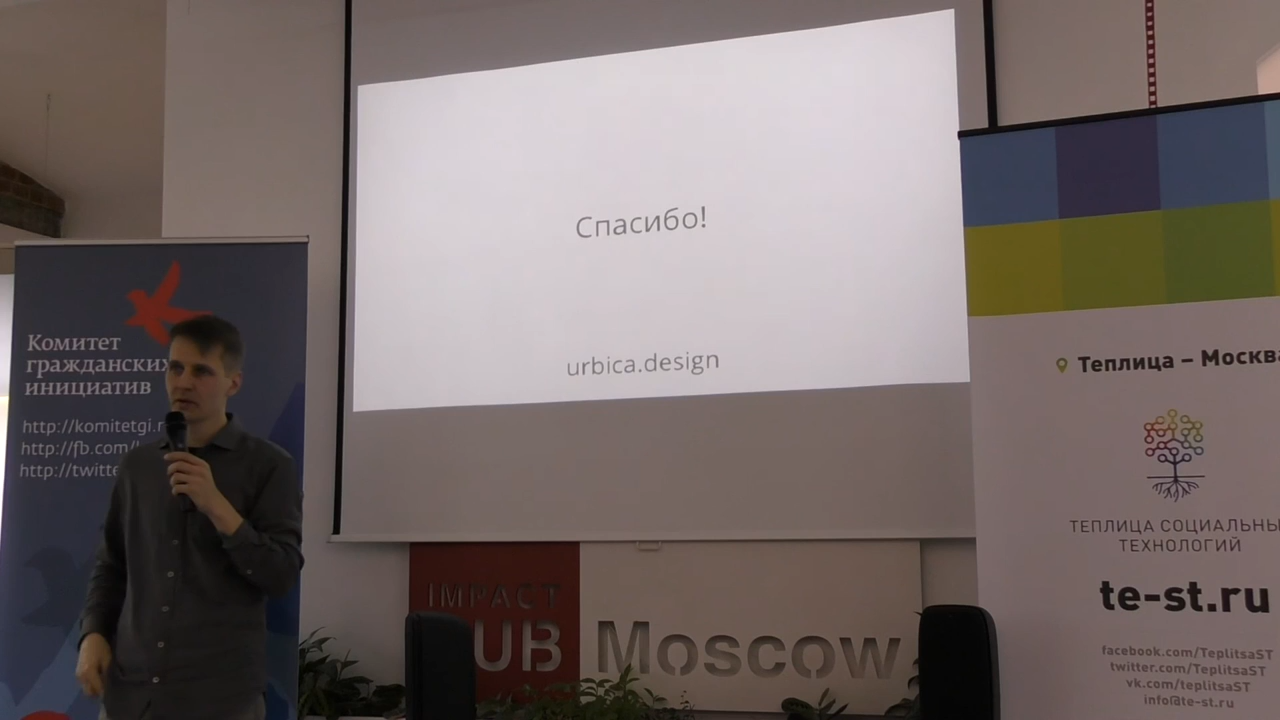 Спасибо!
urbica.design
Комитет
гражданских
инициатив
http://komitetgi.r
http://fb.com/
http://twitte
IMPACT
HUB
Moscow
Теплица – Москва
ТЕПЛИЦА СОЦИАЛЬНЫ
ТЕХНОЛОГИЙ
te-st.ru
facebook.com/TeplitsaST
twitter.com/TeplitsaST
vk.com/teplitsaST
info@te-st.ru